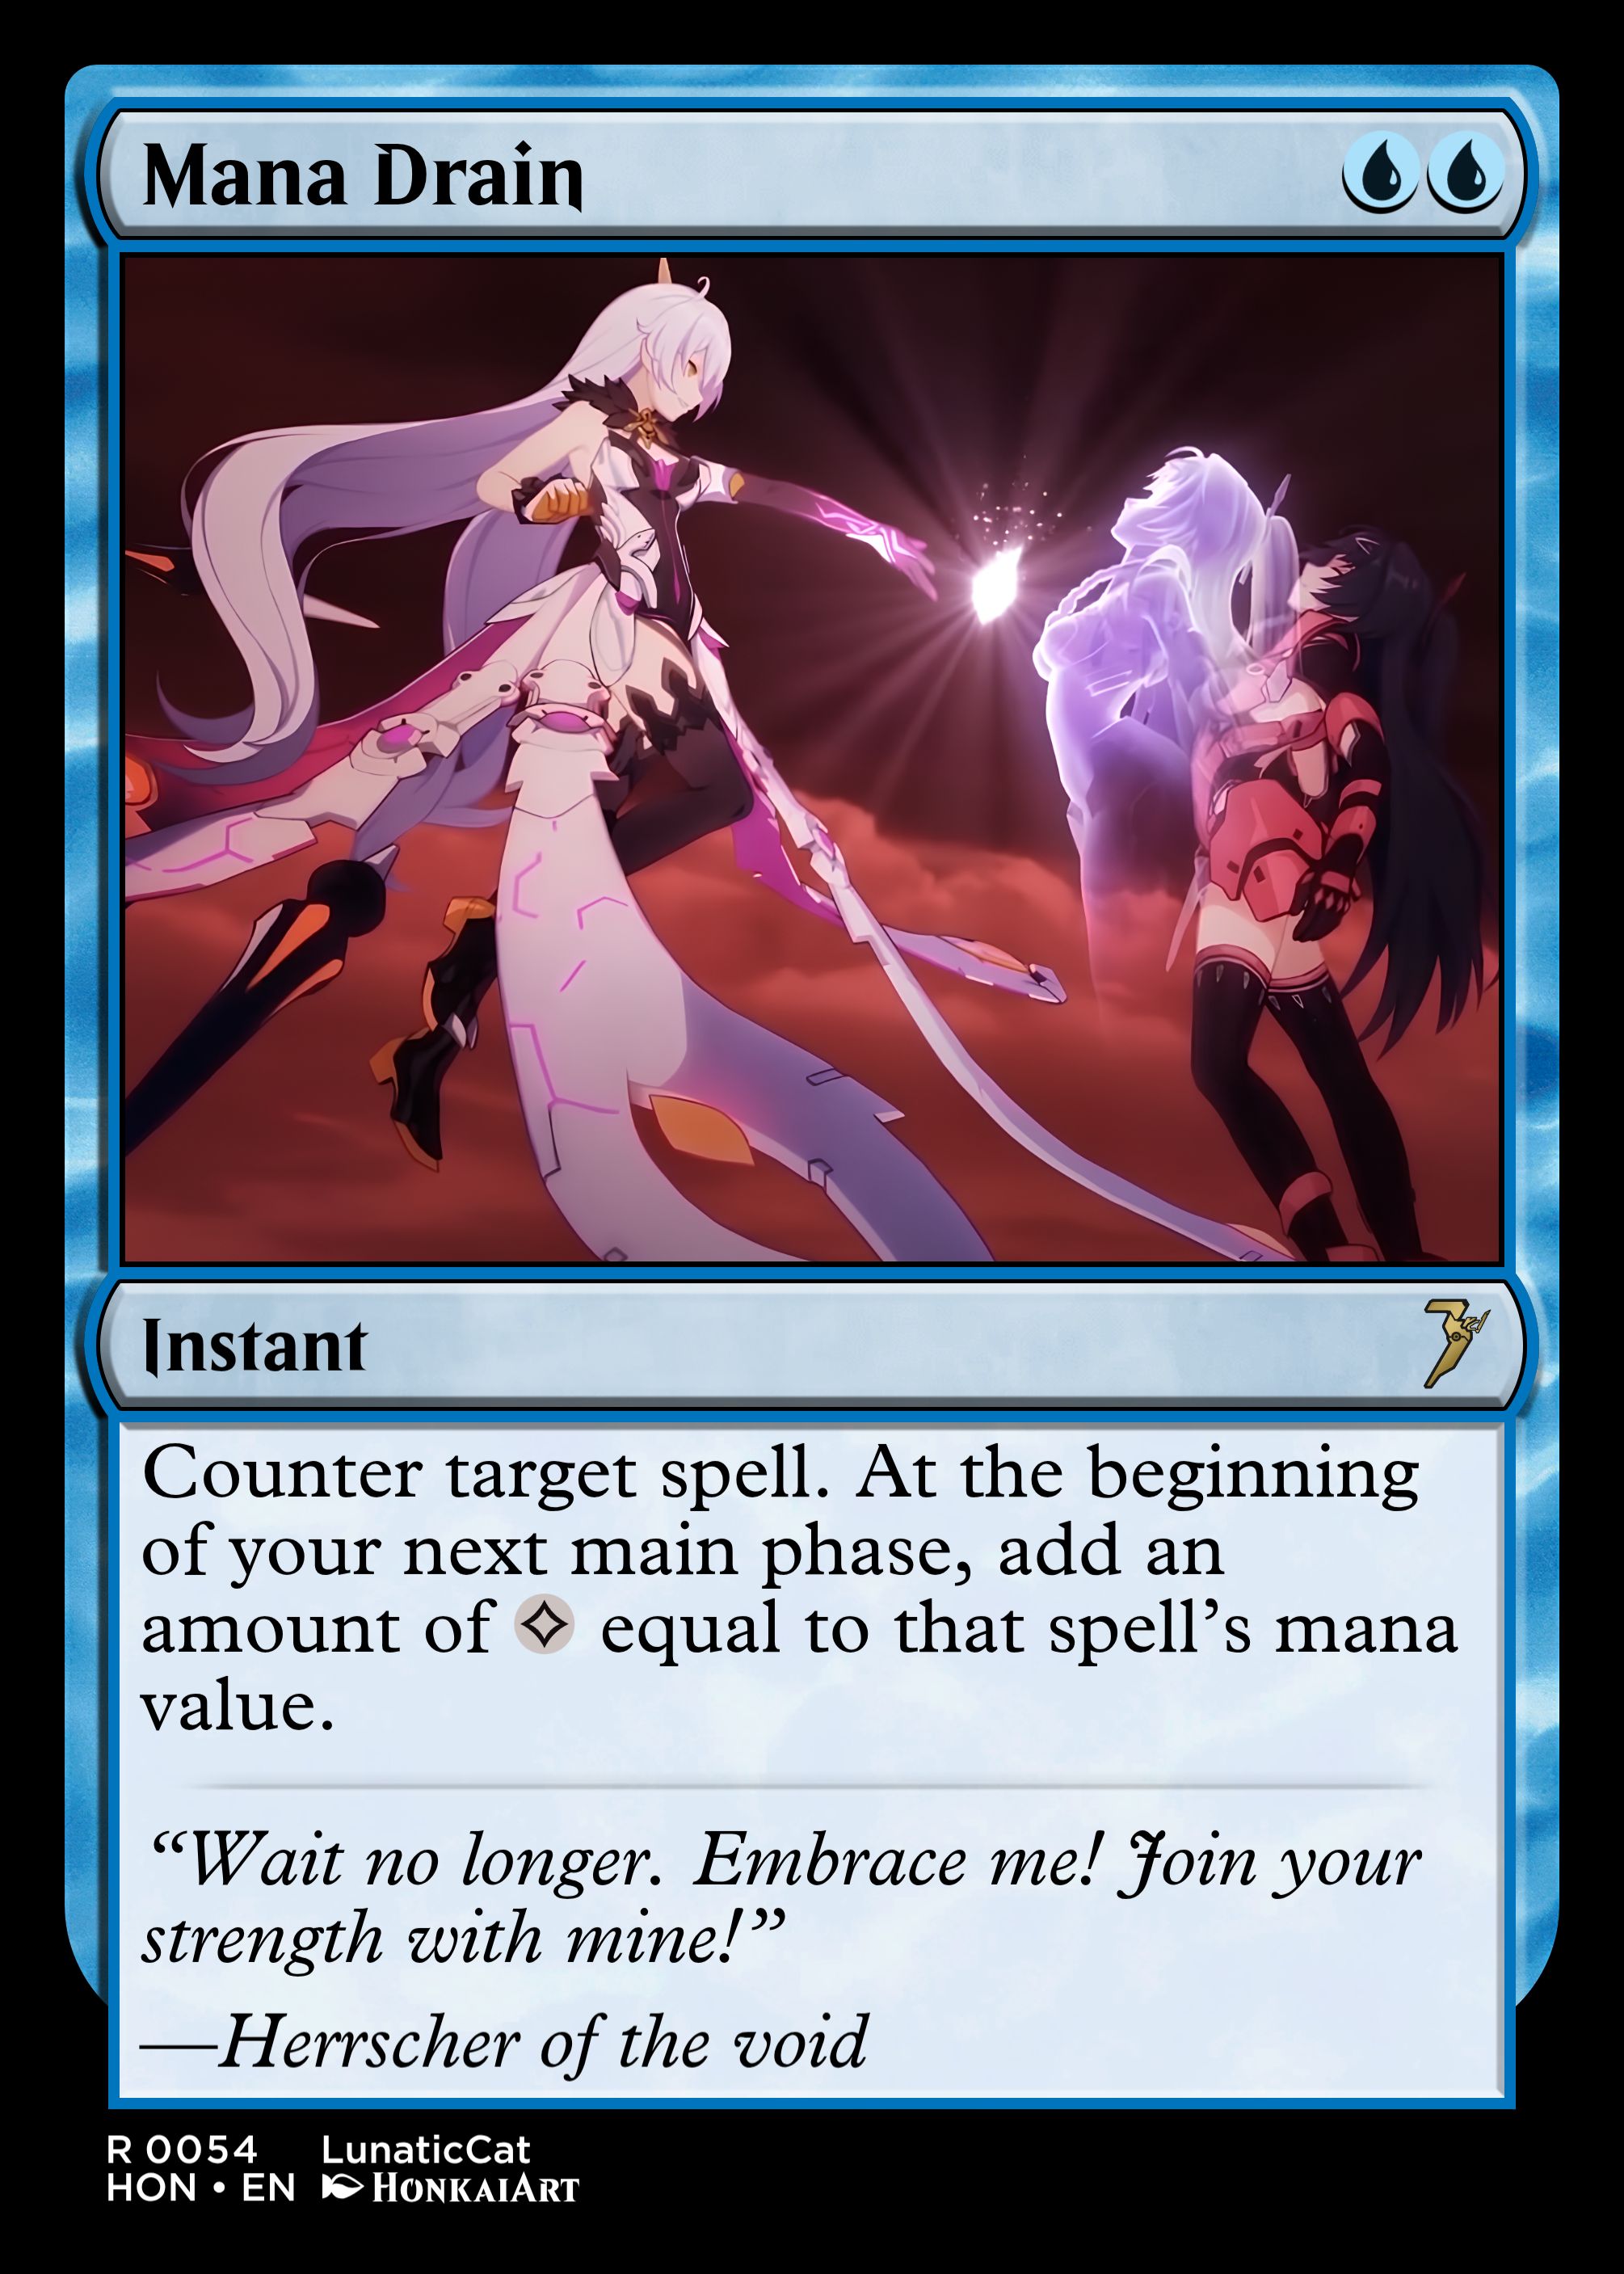 Mana Drain
Instant
Counter target spell. At the beginning
of your next main phase, add an
amount of equal to that spell’s mana
value.
“Wait no longer. Embrace me! Join your
strength with mine!”
—Herrscher of the void
R 0054 LunaticCat
HON • EN HONKAIART